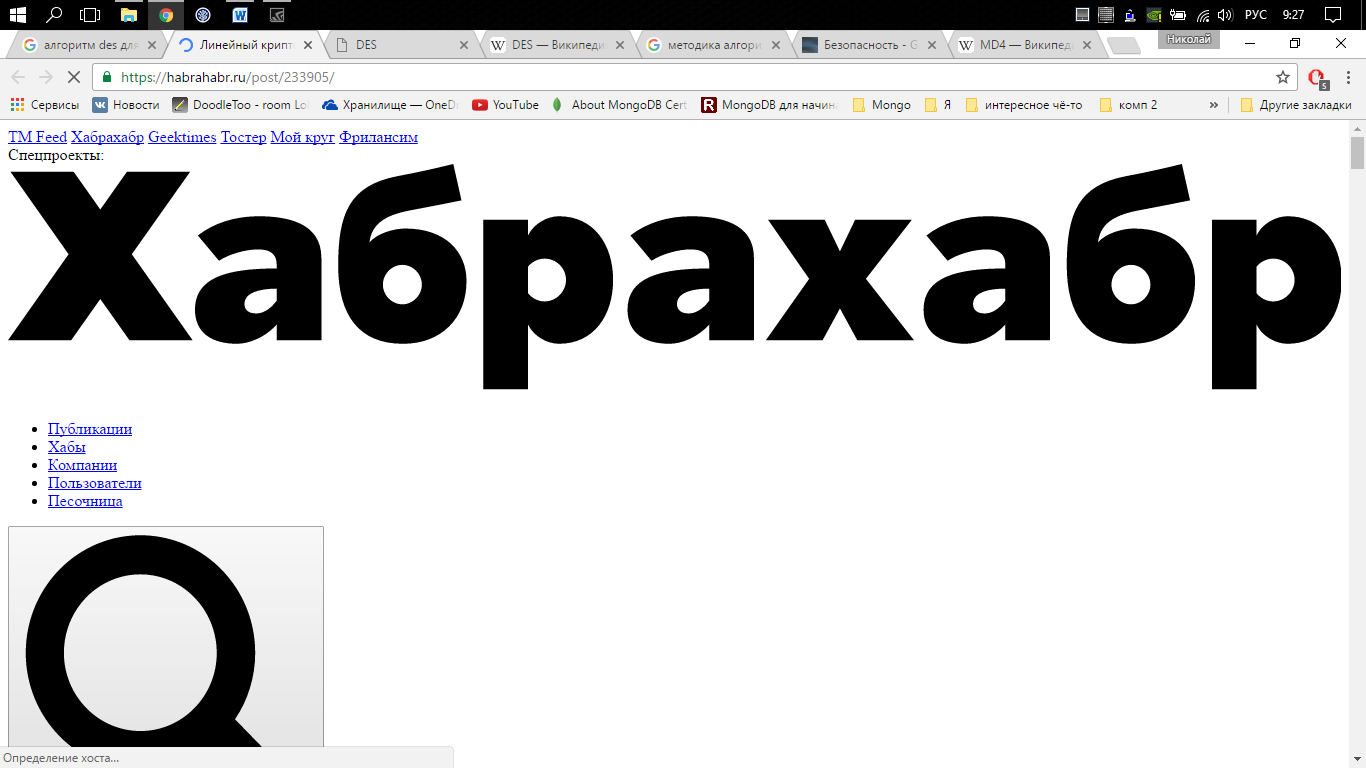 РУС 9:27
алгоритм des для
Линейный крипт
DES
DES — Википеди
методика алгори
Безопасность - G
MD4 — Википед
Николай
https://habrahabr.ru/post/233905/
5
Сервисы
Новости
DoodleToo - room Lo
Хранилище — OneDr
YouTube
About MongoDB Cert
MongoDB для начин
Mongo
Я
интересное чё-то
комп 2
»
Другие закладки
TM Feed Хабрахабр Geektimes Тостер Мой круг Фрилансим
Спецпроекты:
Хабрахабр
Публикации
Хабы
Компании
Пользователи
Песочница
Определение хоста...